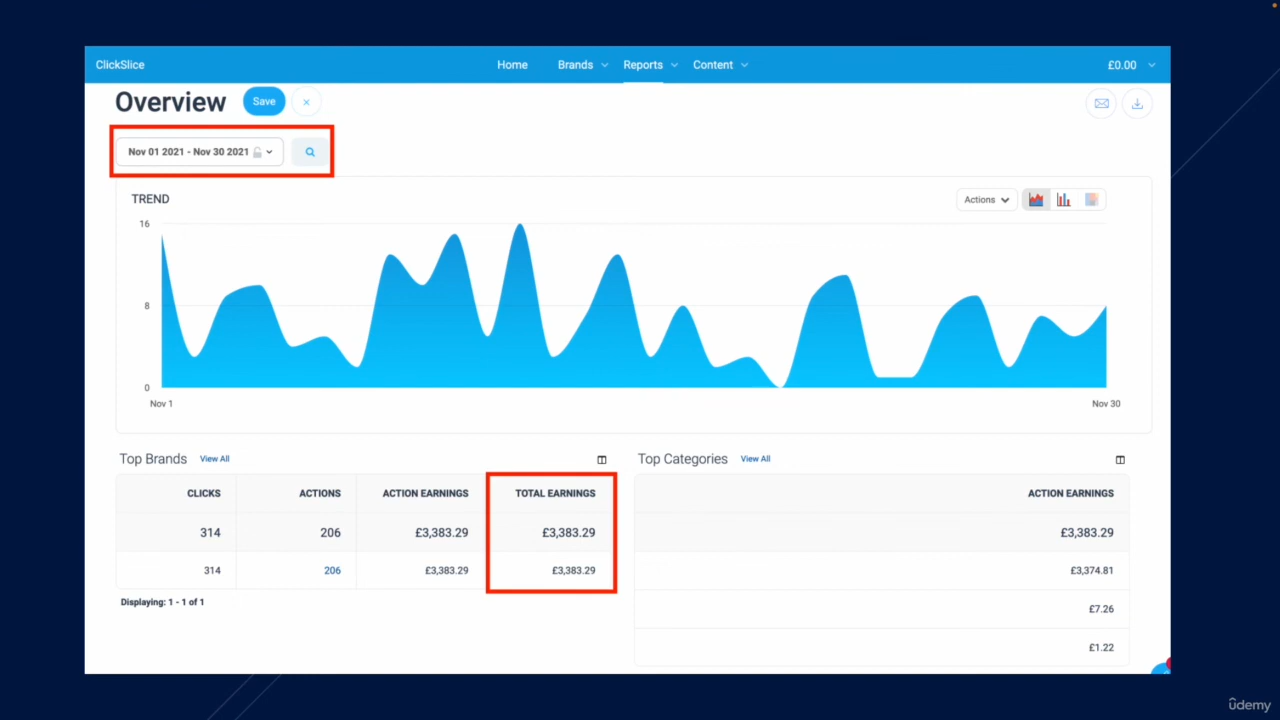 ClickSlice Home Brands Reports Content £0.00
Overview Save
Nov 01 2021 - Nov 30 2021
TREND
Actions
16
8
0
Nov 1 Nov 30
Top Brands View All
CLICKS ACTIONS ACTION EARNINGS TOTAL EARNINGS
314 206 £3,383.29 £3,383.29
314 206 £3,383.29 £3,383.29
Displaying: 1 - 1 of 1
Top Categories View All
ACTION EARNINGS
£3,383.29
£3,374.81
£7.26
£1.22
ûdemy